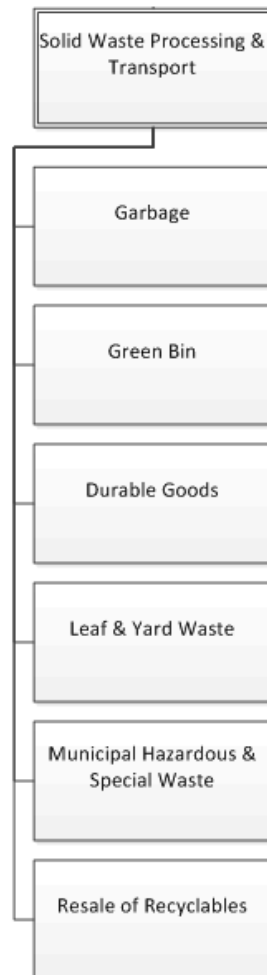 Solid Waste Processing &
Transport
Garbage
Green Bin
Durable Goods
Leaf & Yard Waste
Municipal Hazardous &
Special Waste
Resale of Recyclables